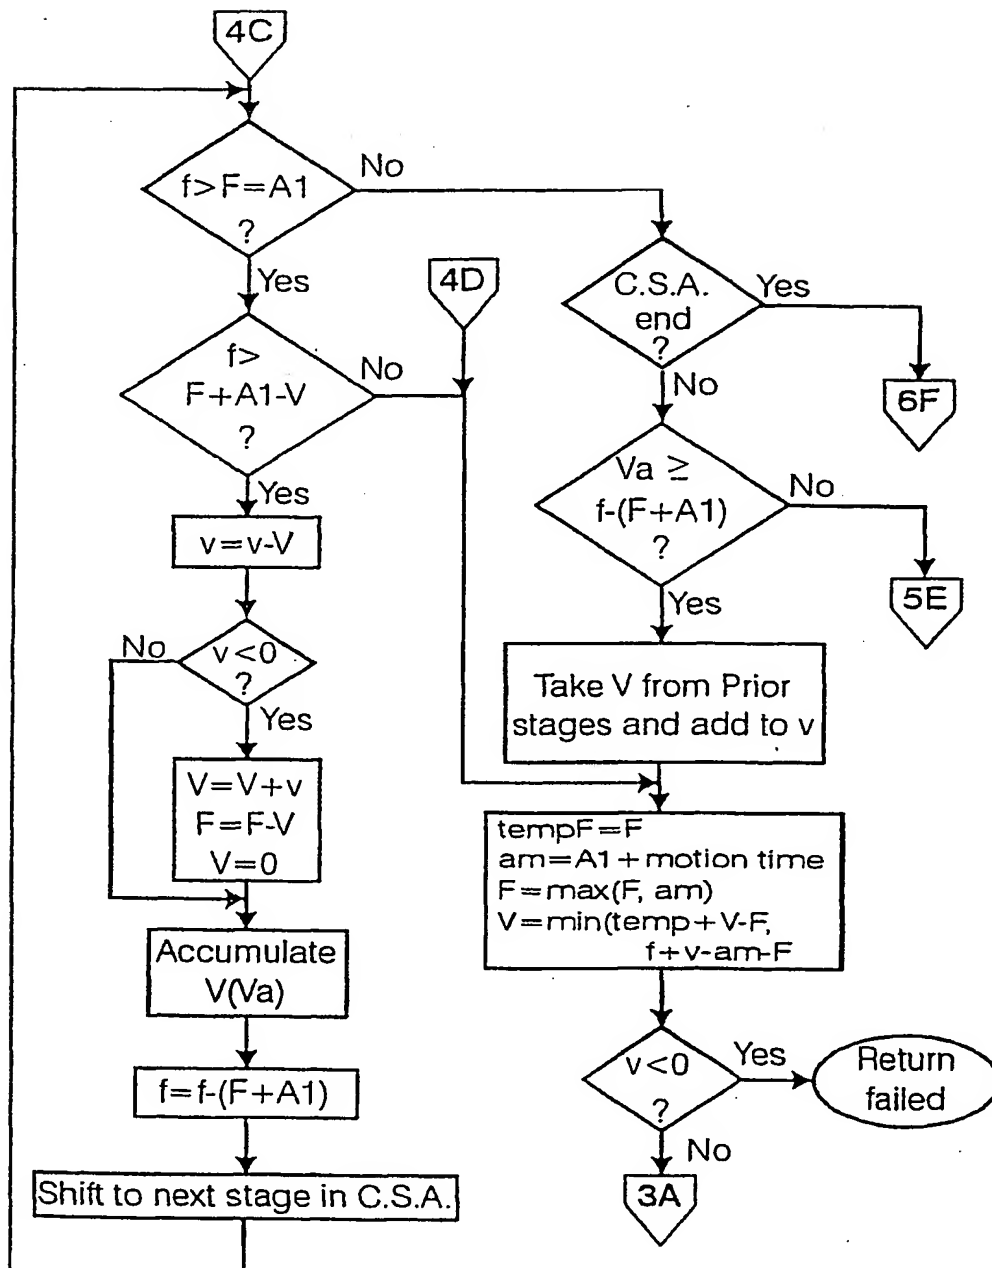 4C
f>F=A1
?
No
Yes
4D
C.S.A.
end
?
Yes
6F
f>
F+A1-V
?
No
No
Yes
Va ≥
f-(F+A1)
?
No
5E
v=v-V
Yes
v<0
?
No
Yes
Take V from Prior
stages and add to v
V=V+v
F=F-V
V=0
tempF=F
am=A1+motion time
F=max(F, am)
V=min(temp+V-F,
f+v-am-F
Accumulate
V(Va)
f=f-(F+A1)
v<0
?
Yes
Return
failed
No
3A
Shift to next stage in C.S.A.